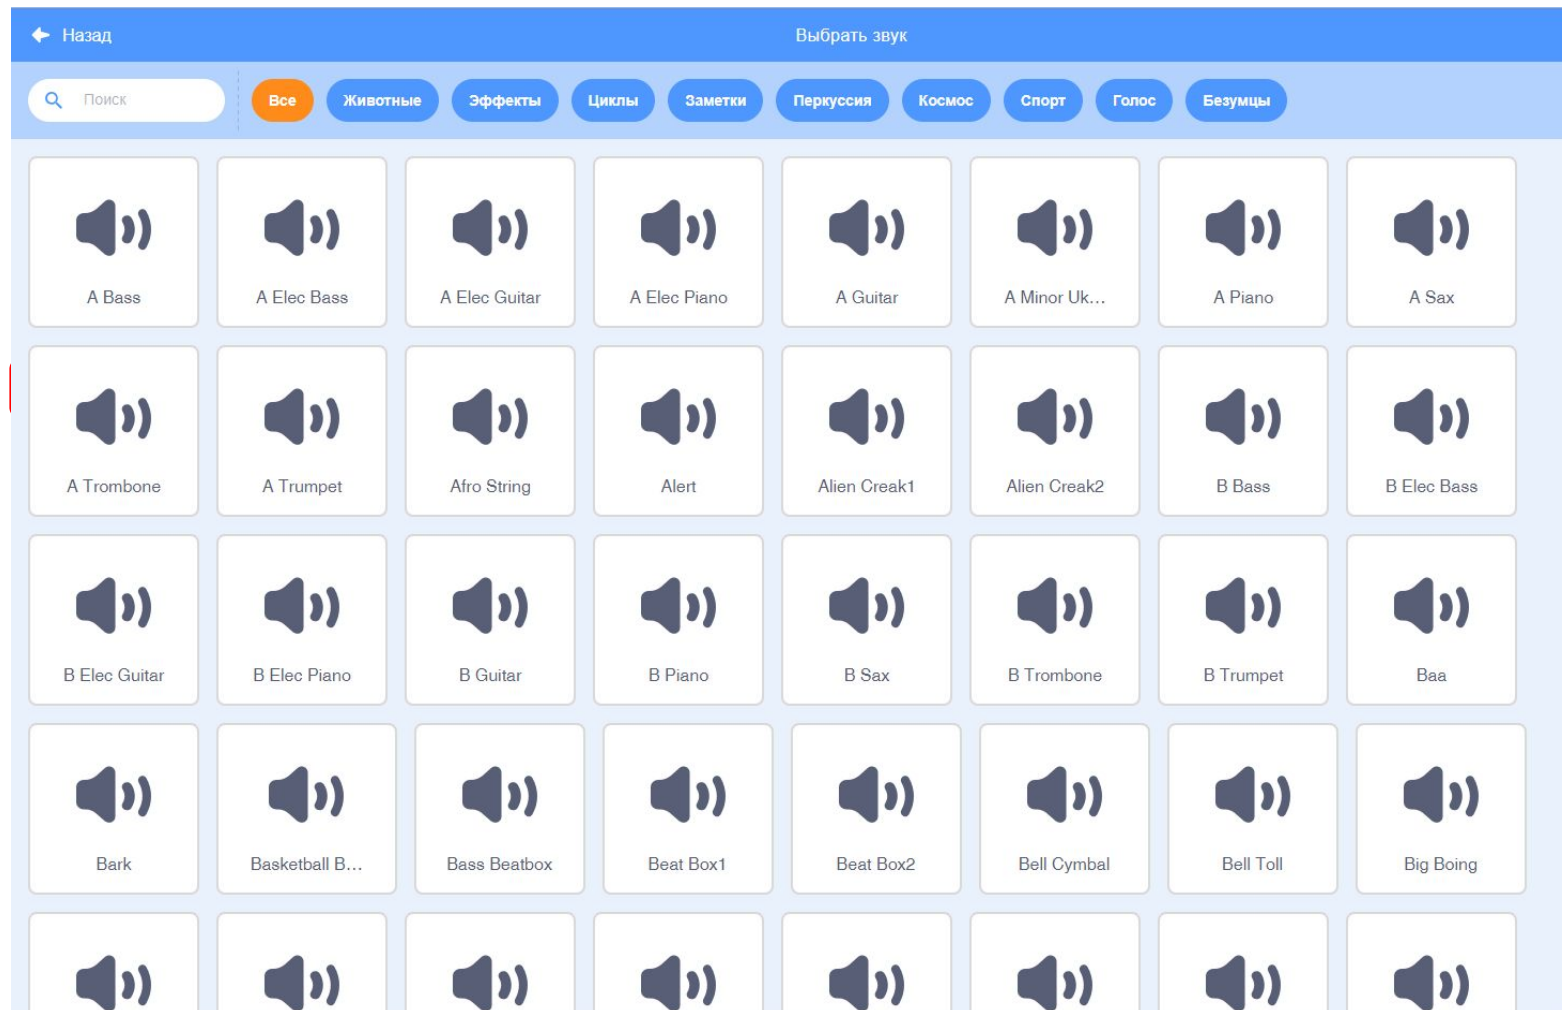 Назад
Выбрать звук
Поиск
Все
Животные
Эффекты
Циклы
Заметки
Перкуссия
Космос
Спорт
Голос
Безумцы
A Bass
A Elec Bass
A Elec Guitar
A Elec Piano
A Guitar
A Minor Uk...
A Piano
A Sax
A Trombone
A Trumpet
Afro String
Alert
Alien Creak1
Alien Creak2
B Bass
B Elec Bass
B Elec Guitar
B Elec Piano
B Guitar
B Piano
B Sax
B Trombone
B Trumpet
Baa
Bark
Basketball B...
Bass Beatbox
Beat Box1
Beat Box2
Bell Cymbal
Bell Toll
Big Boing